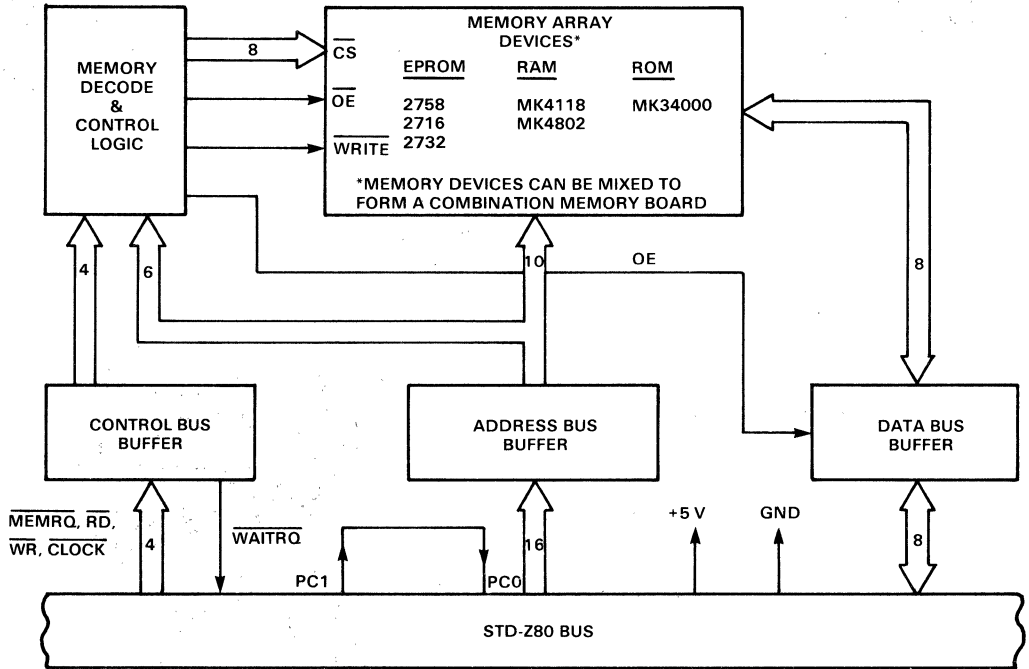 MEMORY
DECODE
&
CONTROL
LOGIC
8
CS
OE
WRITE
MEMORY ARRAY
DEVICES*
EPROM RAM ROM
2758 MK4118 MK34000
2716 MK4802
2732
*MEMORY DEVICES CAN BE MIXED TO
FORM A COMBINATION MEMORY BOARD
4
6
10
OE
8
CONTROL BUS
BUFFER
ADDRESS BUS
BUFFER
DATA BUS
BUFFER
MEMRQ, RD,
WR, CLOCK
4
WAITRQ
PC1
PC0
16
+5 V
GND
8
STD-Z80 BUS